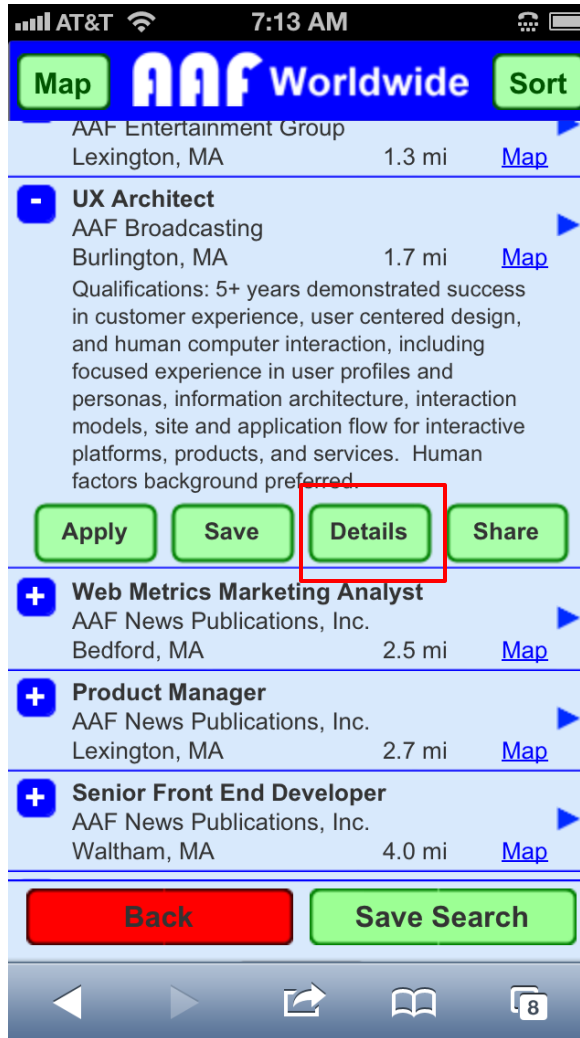 AT&T 7:13 AM
Map AAF Worldwide Sort
AAF Entertainment Group
Lexington, MA 1.3 mi Map
- UX Architect
AAF Broadcasting
Burlington, MA 1.7 mi Map
Qualifications: 5+ years demonstrated success
in customer experience, user centered design,
and human computer interaction, including
focused experience in user profiles and
personas, information architecture, interaction
models, site and application flow for interactive
platforms, products, and services.  Human
factors background preferred.
Apply Save Details Share
+ Web Metrics Marketing Analyst
AAF News Publications, Inc.
Bedford, MA 2.5 mi Map
+ Product Manager
AAF News Publications, Inc.
Lexington, MA 2.7 mi Map
+ Senior Front End Developer
AAF News Publications, Inc.
Waltham, MA 4.0 mi Map
Back Save Search
8